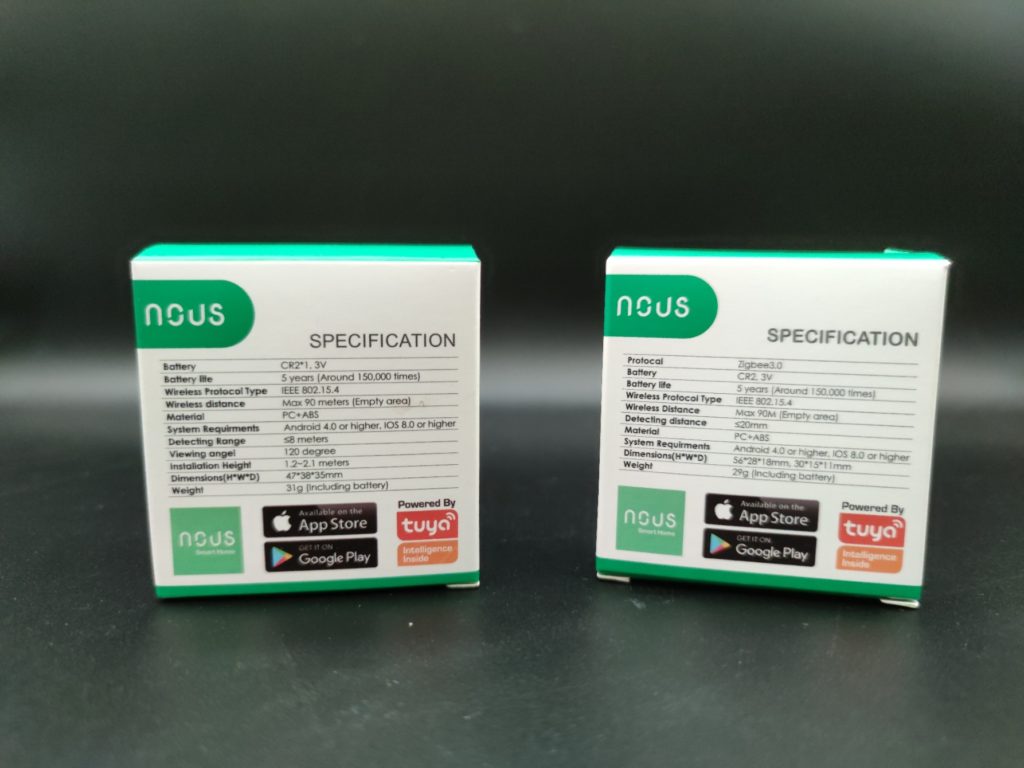 nous
SPECIFICATION
Battery CR2*1, 3V
Battery life 5 years (Around 150,000 times)
Wireless Protocol Type IEEE 802.15.4
Wireless distance Max 90 meters (Empty area)
Material PC+ABS
System Requirments Android 4.0 or higher, IOS 8.0 or higher
Detecting Range ≤8 meters
Viewing angel 120 degree
Installation Height 1.2~2.1 meters
Dimensions(H*W*D) 47*38*35mm
Weight 31g (Including battery)
nous
Smart Home
Available on the
App Store
GET IT ON
Google Play
Powered By
tuya
Intelligence
Inside
nous
SPECIFICATION
Protocal Zigbee3.0
Battery CR2, 3V
Battery life 5 years (Around 150,000 times)
Wireless Protocol Type IEEE 802.15.4
Wireless Distance Max 90M (Empty area)
Detecting distance ≤20mm
Material PC+ABS
System Requirments Android 4.0 or higher, IOS 8.0 or higher
Dimensions(H*W*D) 56*28*18mm, 30*15*11mm
Weight 29g (Including battery)
nous
Smart Home
Available on the
App Store
GET IT ON
Google Play
Powered By
tuya
Intelligence
Inside